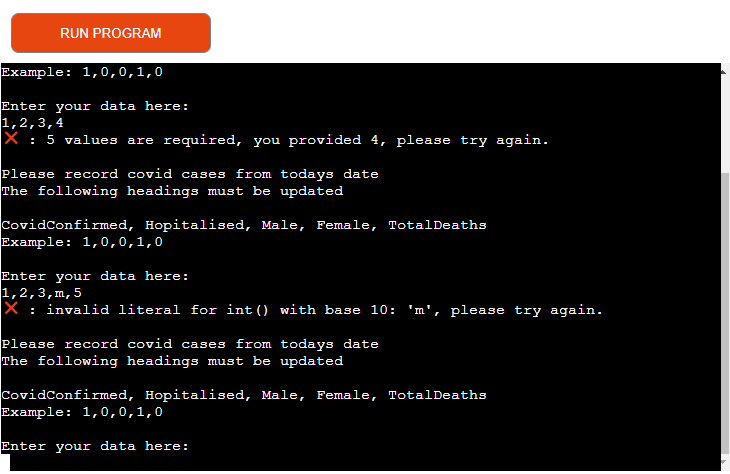 RUN PROGRAM
Example: 1,0,0,1,0
Enter your data here:
1,2,3,4
❌ : 5 values are required, you provided 4, please try again.
Please record covid cases from todays date
The following headings must be updated
CovidConfirmed, Hopitalised, Male, Female, TotalDeaths
Example: 1,0,0,1,0
Enter your data here:
1,2,3,m,5
❌ : invalid literal for int() with base 10: 'm', please try again.
Please record covid cases from todays date
The following headings must be updated
CovidConfirmed, Hopitalised, Male, Female, TotalDeaths
Example: 1,0,0,1,0
Enter your data here: